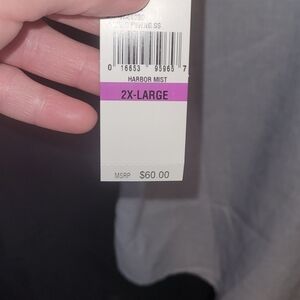 0 16653 95965 7
HARBOR MIST
2X-LARGE
MSRP $60.00